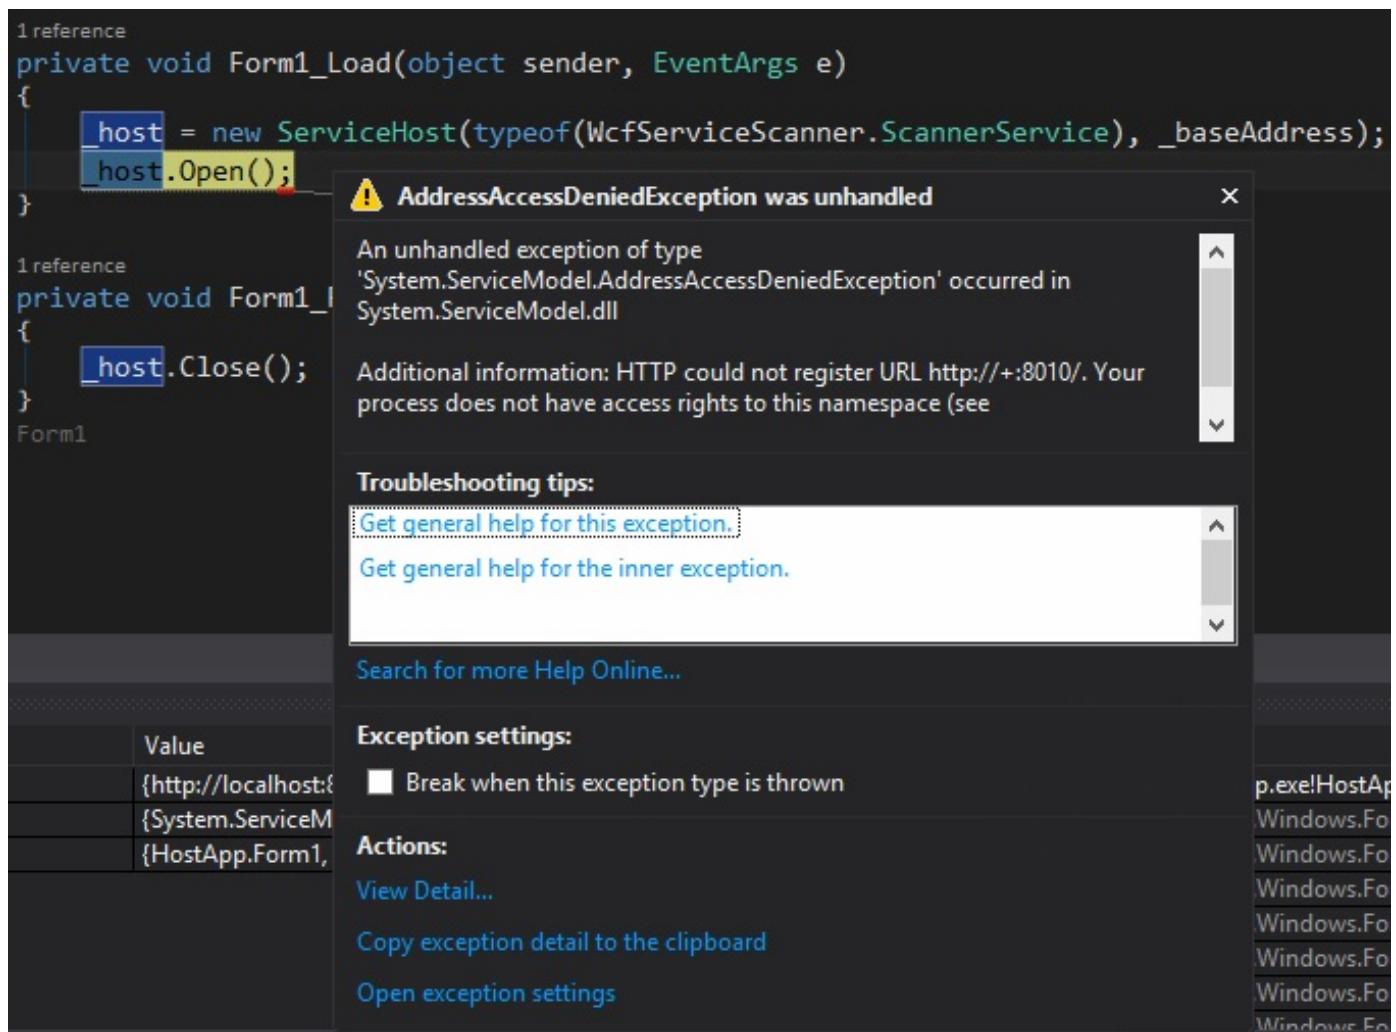 1 reference
private void Form1_Load(object sender, EventArgs e)
{
_host = new ServiceHost(typeof(WcfServiceScanner.ScannerService), _baseAddress);
_host.Open();
}
AddressAccessDeniedException was unhandled
An unhandled exception of type
'System.ServiceModel.AddressAccessDeniedException' occurred in
System.ServiceModel.dll
Additional information: HTTP could not register URL http://+:8010/. Your
process does not have access rights to this namespace (see
1 reference
private void Form1_
{
_host.Close();
}
Form1
Troubleshooting tips:
Get general help for this exception.
Get general help for the inner exception.
Search for more Help Online...
Exception settings:
Break when this exception type is thrown
Actions:
View Detail...
Copy exception detail to the clipboard
Open exception settings
Value
{http://localhost:8
{System.ServiceM
{HostApp.Form1,
p.exe!HostAp
.Windows.Fo
.Windows.Fo
.Windows.Fo
.Windows.Fo
.Windows.Fo
.Windows.Fo
.Windows.Fo